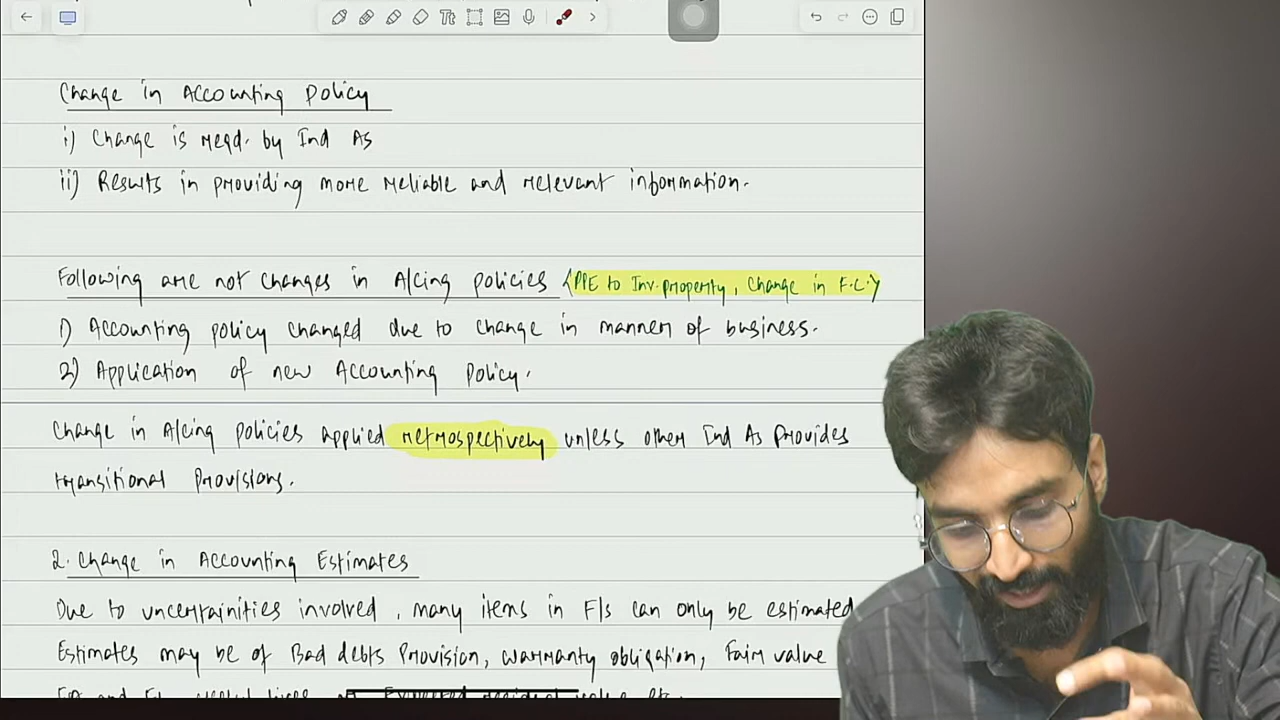 Change in Accounting Policy
i) Change is reqd. by Ind As
ii) Results in providing more reliable and relevant information.
Following are not changes in A/cing policies (PPE to Inv. property, Change in F.C.)
1) Accounting policy changed due to change in manner of business.
2) Application of new Accounting Policy.
Change in A/cing policies applied retrospectively unless other Ind As Provides
transitional Provisions.
2. Change in Accounting Estimates
Due to uncertainities involved, many items in F/s can only be estimated
Estimates may be of Bad debts Provision, warranty obligation, Fair value